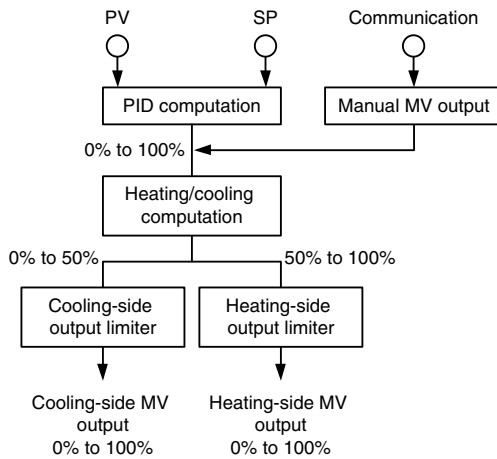 PV
SP
Communication
PID computation
Manual MV output
0% to 100%
Heating/cooling
computation
0% to 50%
50% to 100%
Cooling-side
output limiter
Heating-side
output limiter
Cooling-side MV
output
0% to 100%
Heating-side MV
output
0% to 100%